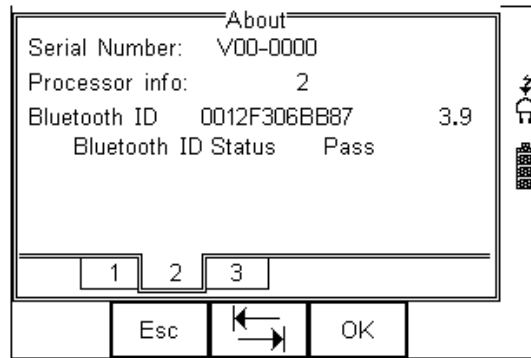 About
Serial Number: V00-0000
Processor info: 2
Bluetooth ID 0012F306BB87 3.9
Bluetooth ID Status Pass
1 2 3
Esc OK